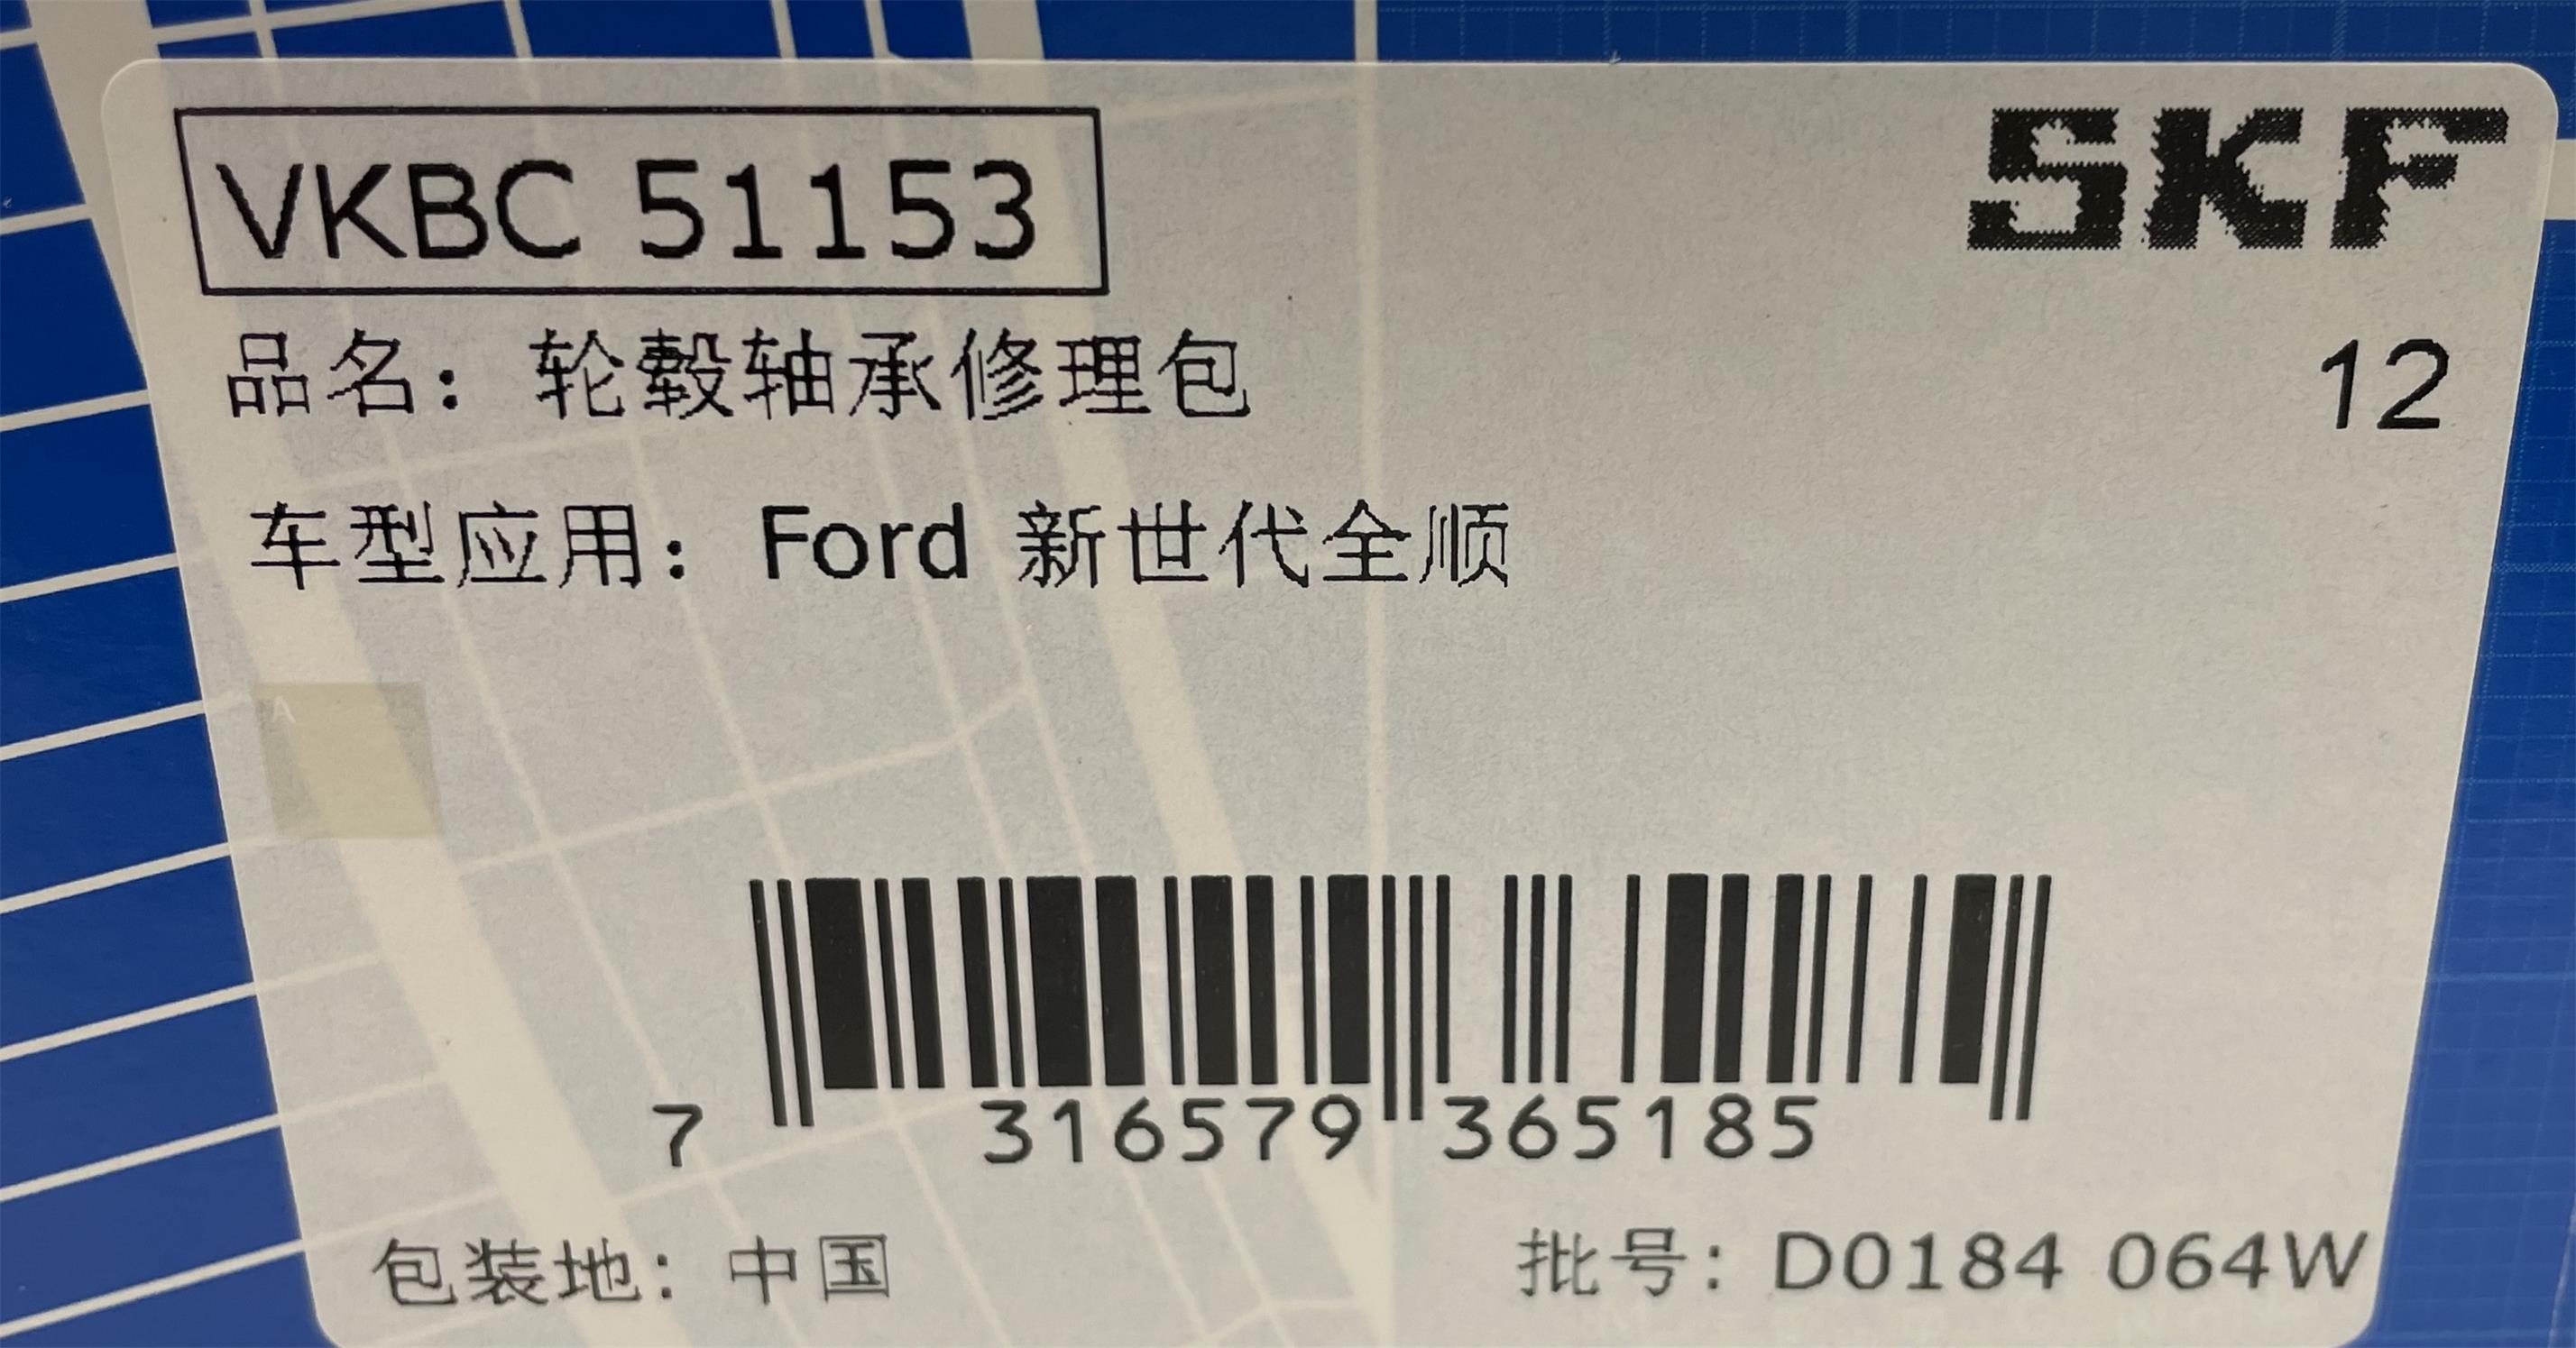 VKBC 51153
SKF
品名：轮毂轴承修理包
12
车型应用：Ford 新世代全顺
7 316579 365185
包装地：中国
批号：D0184 064W